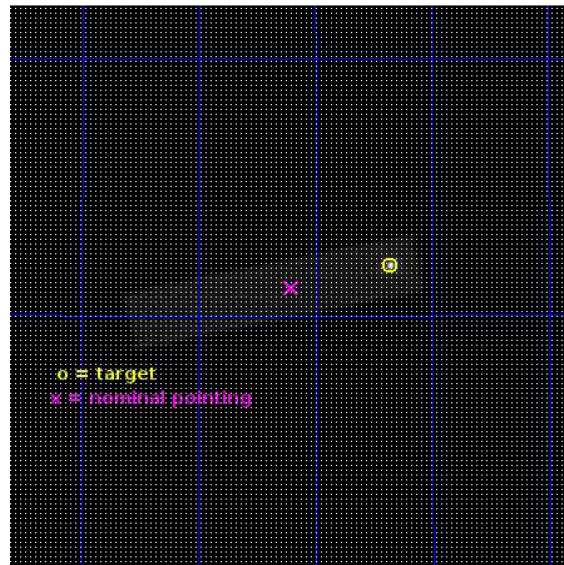 o = target
x = nominal pointing